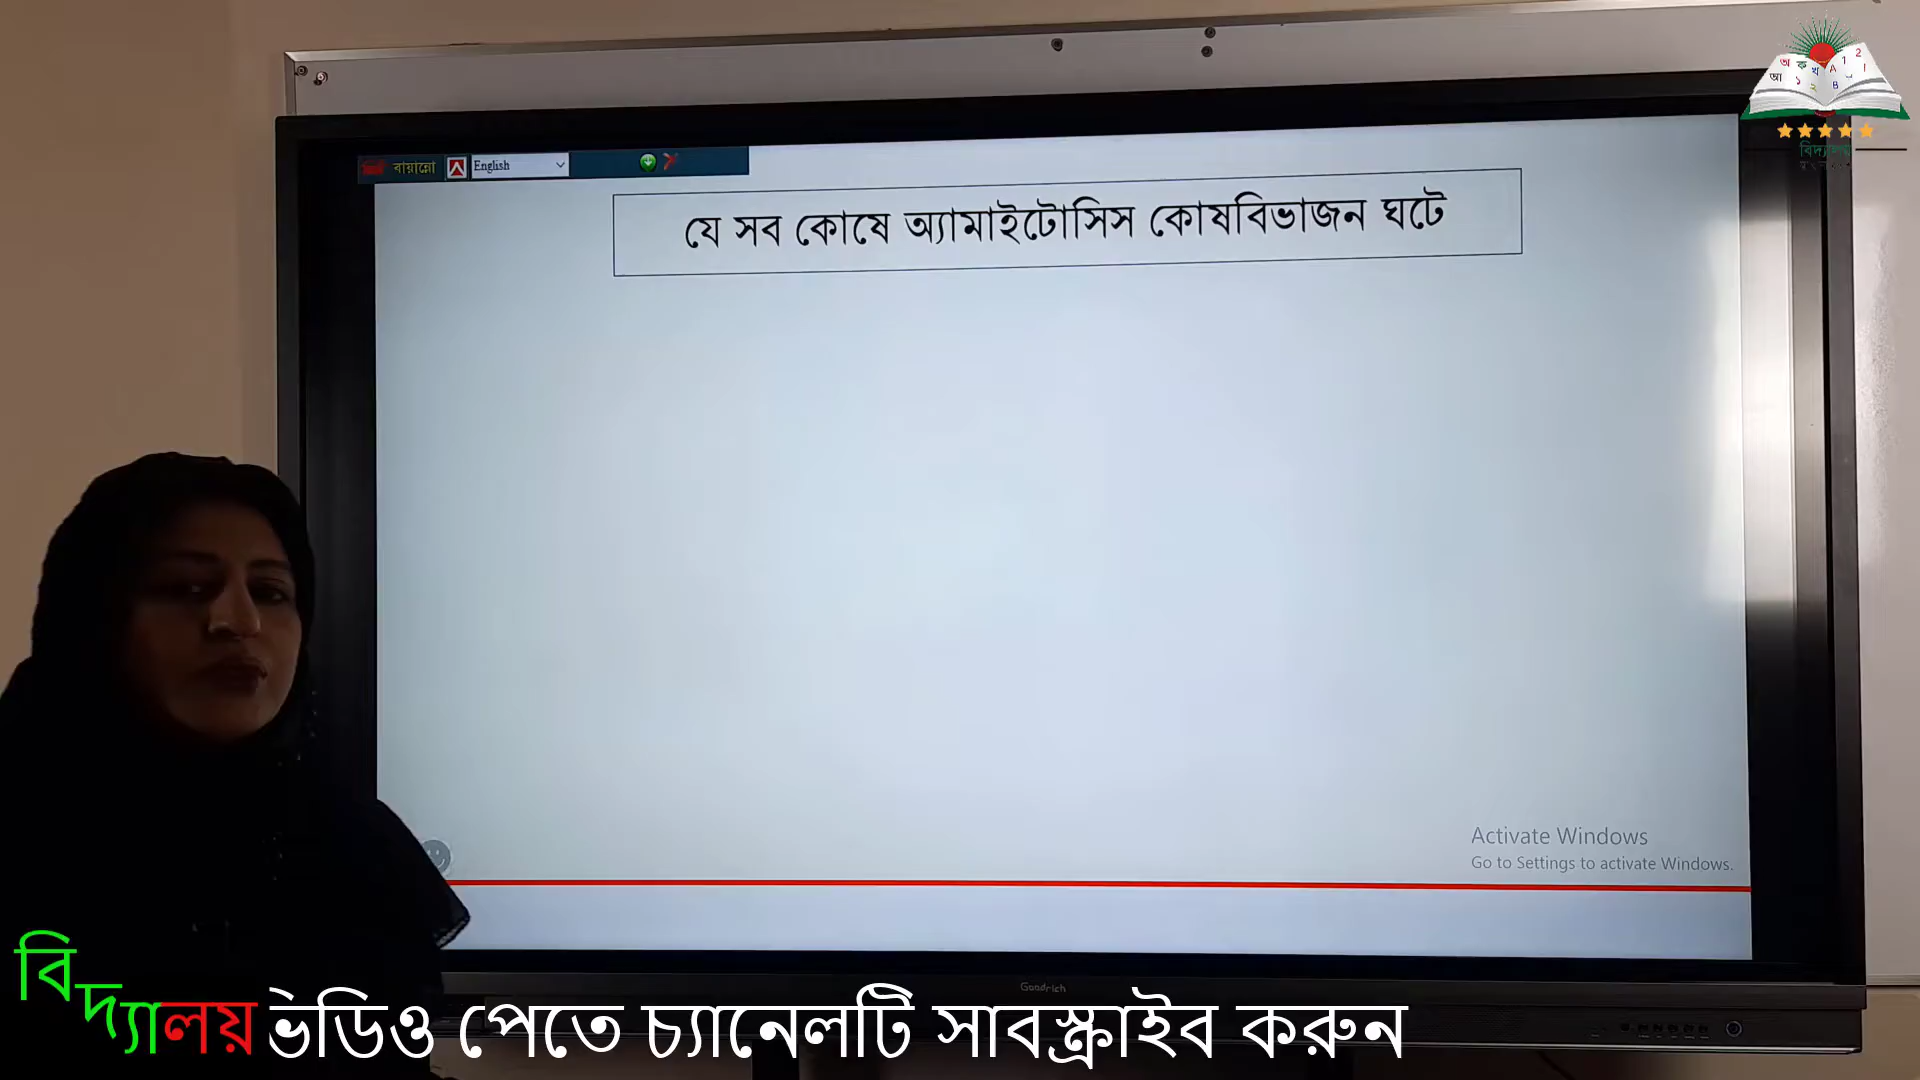 বায়ান্নো
English
যে সব কোষে অ্যামাইটোসিস কোষবিভাজন ঘটে
Activate Windows
Go to Settings to activate Windows.
Goodrich
বিদ্যালয়
বিদ্যালয় ভিডিও পেতে চ্যানেলটি সাবস্ক্রাইব করুন